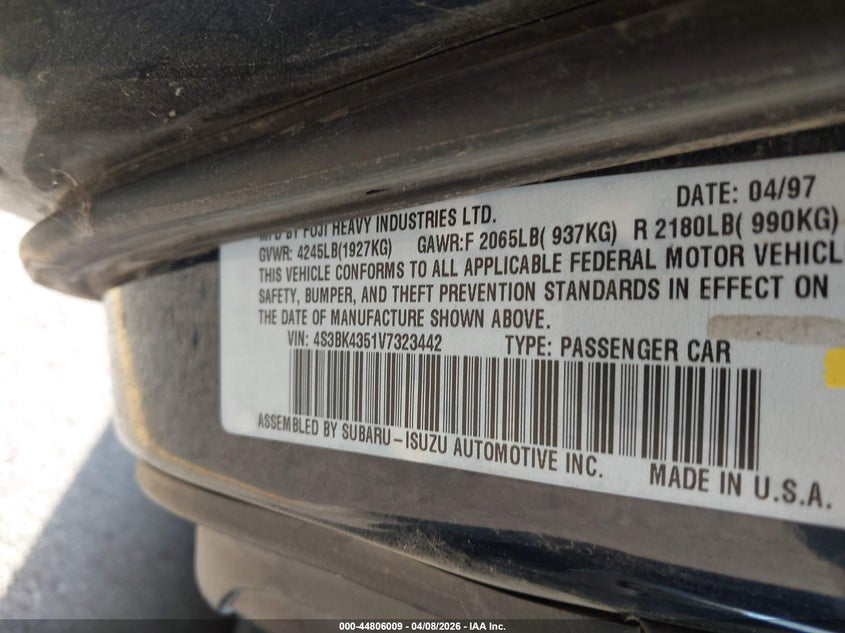 DATE: 04/97
MFD BY FUJI HEAVY INDUSTRIES LTD.
GVWR: 4245LB(1927KG) GAWR:F 2065LB( 937KG) R 2180LB( 990KG)
THIS VEHICLE CONFORMS TO ALL APPLICABLE FEDERAL MOTOR VEHICLE
SAFETY, BUMPER, AND THEFT PREVENTION STANDARDS IN EFFECT ON
THE DATE OF MANUFACTURE SHOWN ABOVE.
VIN: 4S3BK4351V7323442 TYPE: PASSENGER CAR
ASSEMBLED BY SUBARU-ISUZU AUTOMOTIVE INC. MADE IN U.S.A.
000-44806009 - 04/08/2026 - IAA Inc.